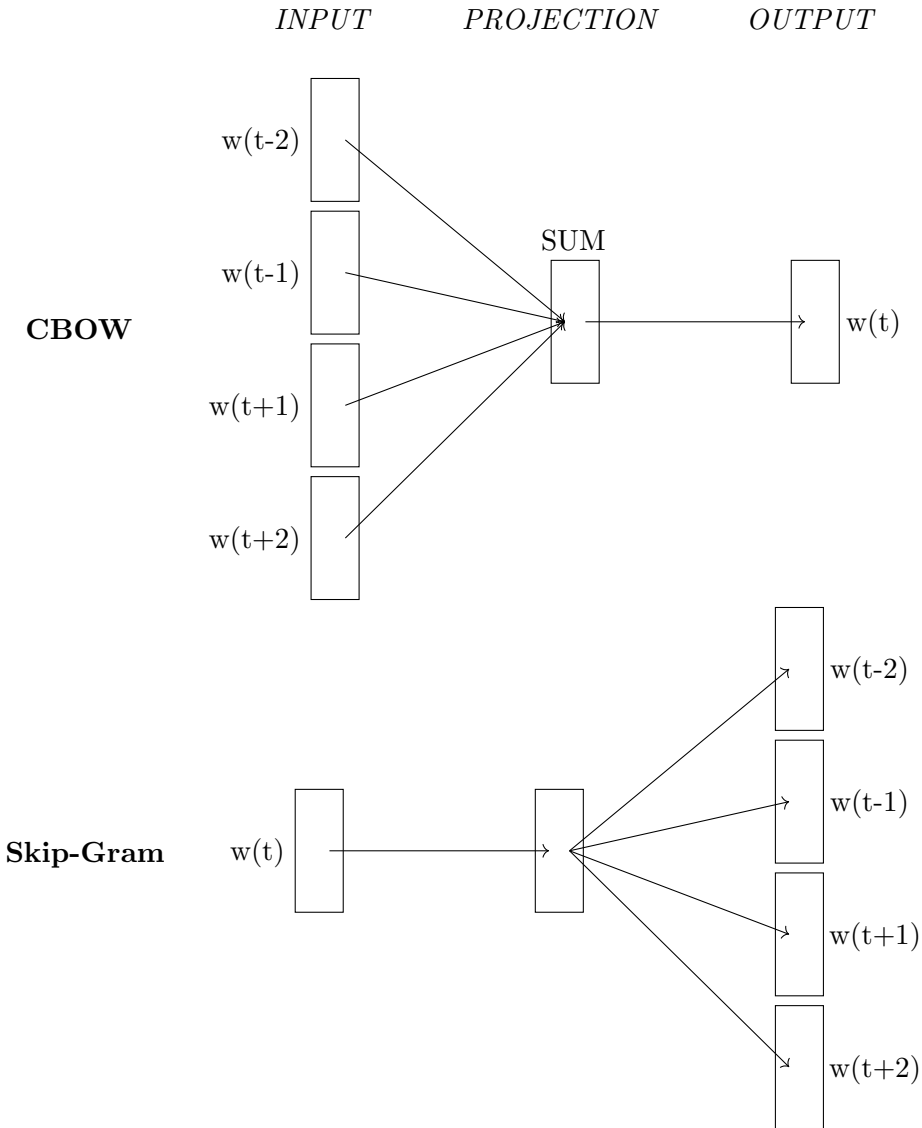 INPUT PROJECTION OUTPUT
w(t-2)
SUM
w(t-1)
CBOW
w(t)
w(t+1)
w(t+2)
w(t-2)
w(t-1)
Skip-Gram
w(t)
w(t+1)
w(t+2)